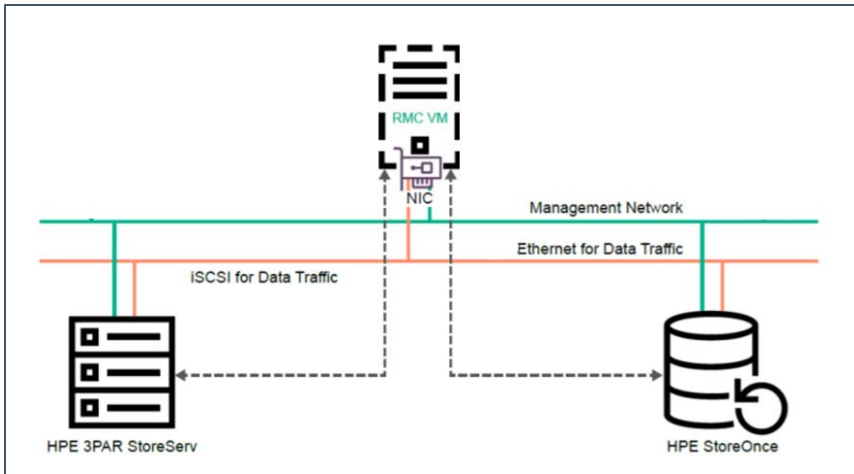 RMC VM
NIC
Management Network
Ethernet for Data Traffic
iSCSI for Data Traffic
HPE 3PAR StoreServ
HPE StoreOnce